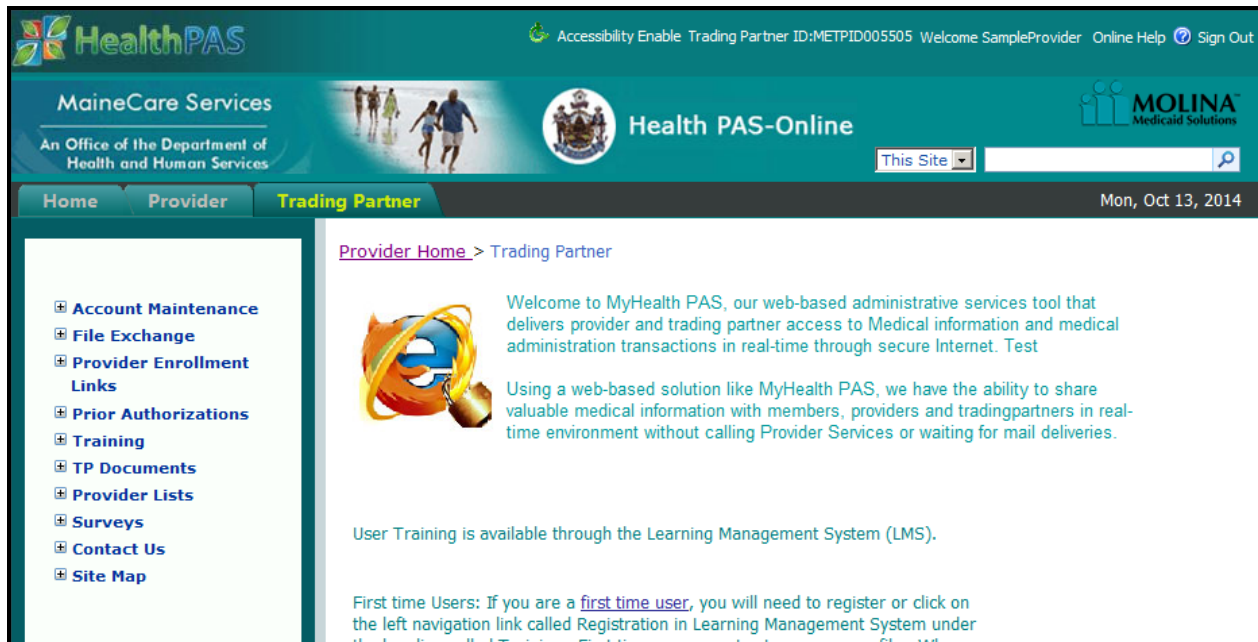 HealthPAS
Accessibility Enable Trading Partner ID:METPID005505 Welcome SampleProvider Online Help Sign Out
MaineCare Services
An Office of the Department of
Health and Human Services
Health PAS-Online
MOLINA
Medicaid Solutions
This Site
Home Provider Trading Partner
Mon, Oct 13, 2014
Provider Home > Trading Partner
Account Maintenance
File Exchange
Provider Enrollment
Links
Prior Authorizations
Training
TP Documents
Provider Lists
Surveys
Contact Us
Site Map
Welcome to MyHealth PAS, our web-based administrative services tool that
delivers provider and trading partner access to Medical information and medical
administration transactions in real-time through secure Internet. Test
Using a web-based solution like MyHealth PAS, we have the ability to share
valuable medical information with members, providers and tradingpartners in real-
time environment without calling Provider Services or waiting for mail deliveries.
User Training is available through the Learning Management System (LMS).
First time Users: If you are a first time user, you will need to register or click on
the left navigation link called Registration in Learning Management System under